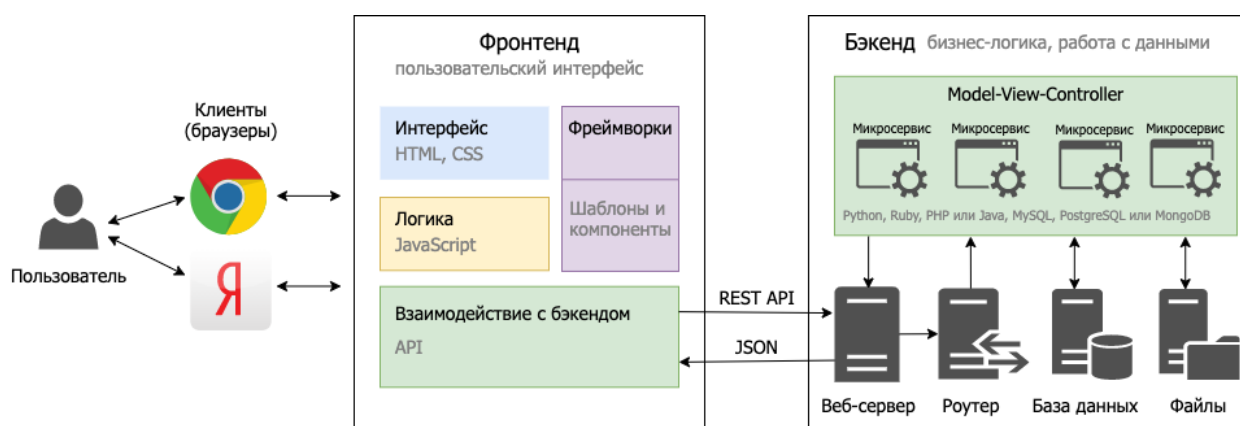 Пользователь
Клиенты
(браузеры)
Я
Фронтенд
пользовательский интерфейс
Интерфейс
HTML, CSS
Фреймворки
Шаблоны и
компоненты
Логика
JavaScript
Взаимодействие с бэкендом
API
REST API
JSON
Бэкенд бизнес-логика, работа с данными
Model-View-Controller
Микросервис Микросервис Микросервис Микросервис
Python, Ruby, PHP или Java, MySQL, PostgreSQL или MongoDB
Веб-сервер Роутер База данных Файлы